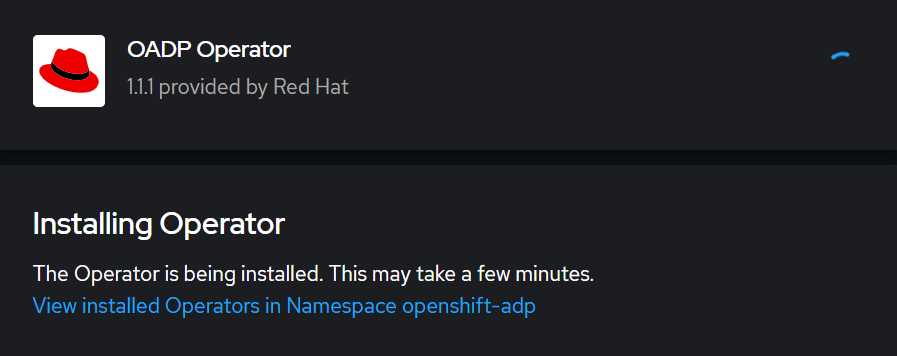 OADP Operator
1.1.1 provided by Red Hat
Installing Operator
The Operator is being installed. This may take a few minutes.
View installed Operators in Namespace openshift-adp